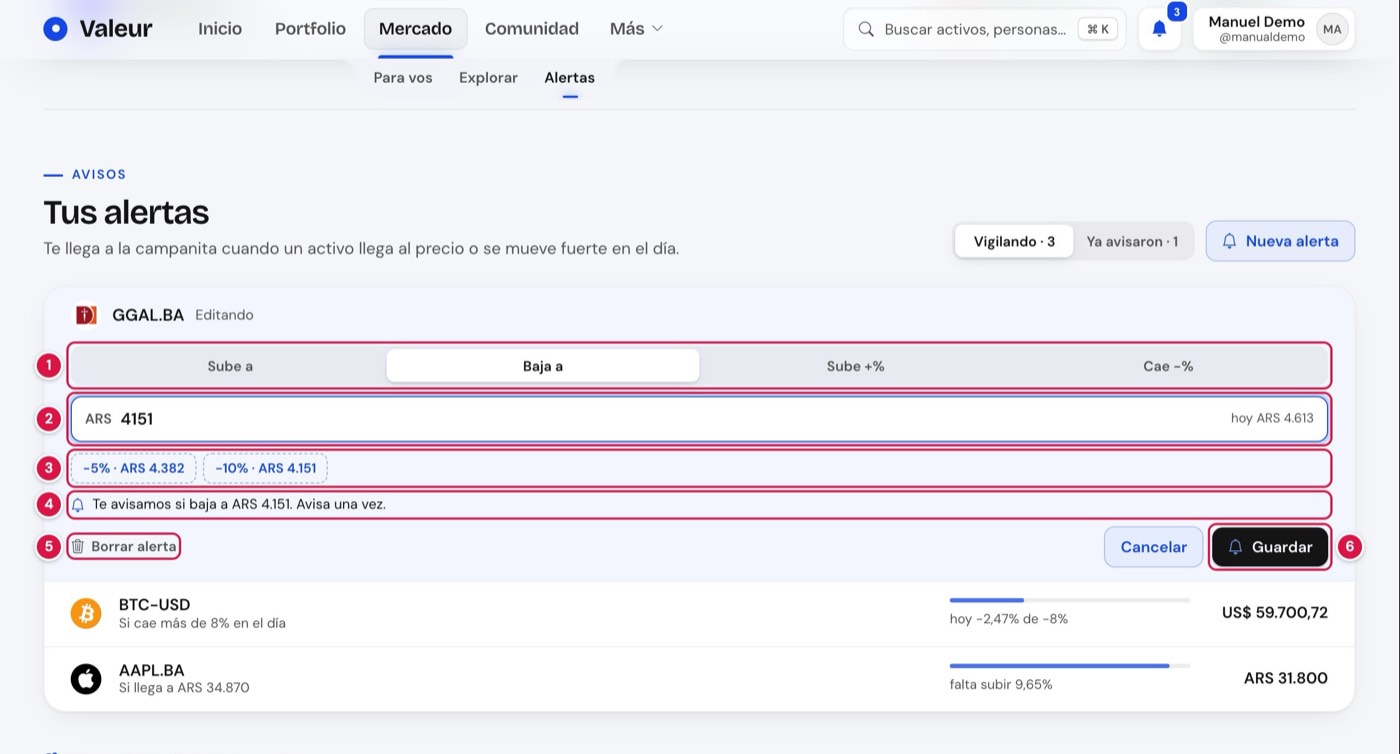 Valeur Inicio Portfolio Mercado Comunidad Más Buscar activos, personas... ⌘ K 3 Manuel Demo
@manualdemo MA
Para vos Explorar Alertas
AVISOS
Tus alertas
Te llega a la campanita cuando un activo llega al precio o se mueve fuerte en el día.
Vigilando · 3 Ya avisaron · 1 Nueva alerta
GGAL.BA Editando
1 Sube a Baja a Sube +% Cae -%
2 ARS 4151 hoy ARS 4.613
3 -5% · ARS 4.382 -10% · ARS 4.151
4 Te avisamos si baja a ARS 4.151. Avisa una vez.
5 Borrar alerta Cancelar Guardar 6
BTC-USD
Si cae más de 8% en el día
hoy -2,47% de -8%
US$ 59.700,72
AAPL.BA
Si llega a ARS 34.870
falta subir 9,65%
ARS 31.800